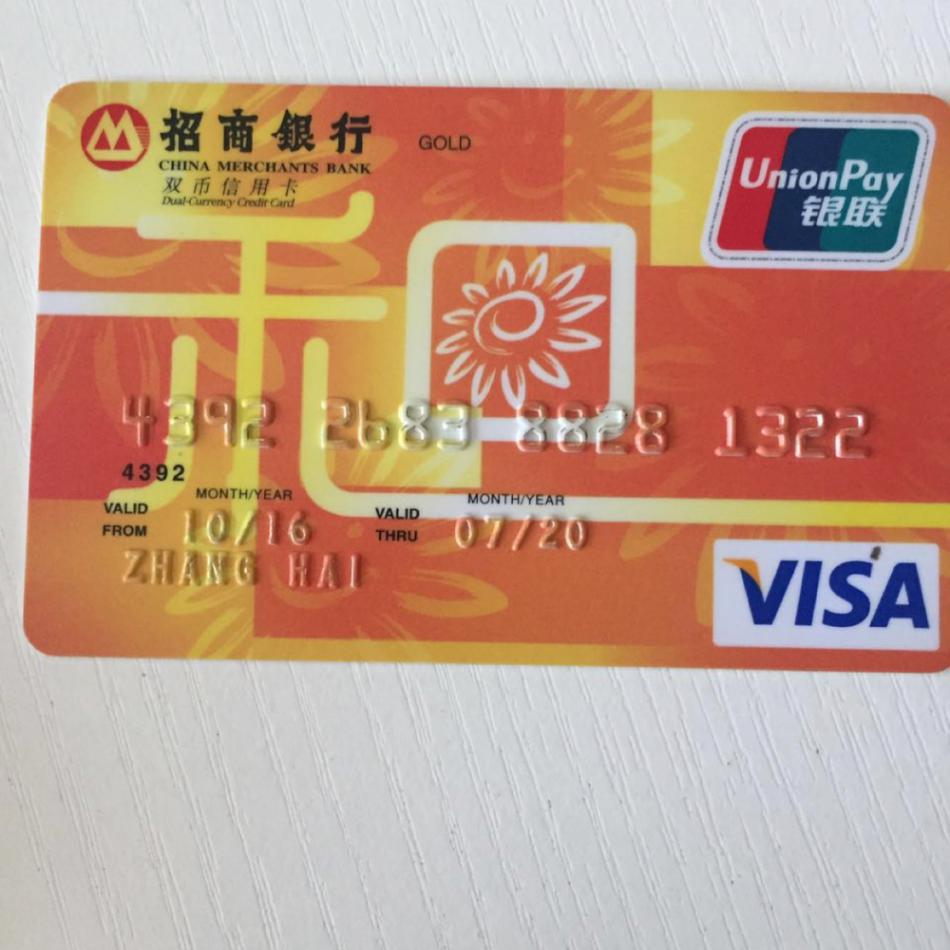 招商銀行
CHINA MERCHANTS BANK
双币信用卡
Dual-Currency Credit Card
GOLD
UnionPay
银联
和
4392 2683 8828 1322
4392
MONTH/YEAR
VALID FROM 10/16
MONTH/YEAR
VALID THRU 07/20
ZHANG HAI
VISA